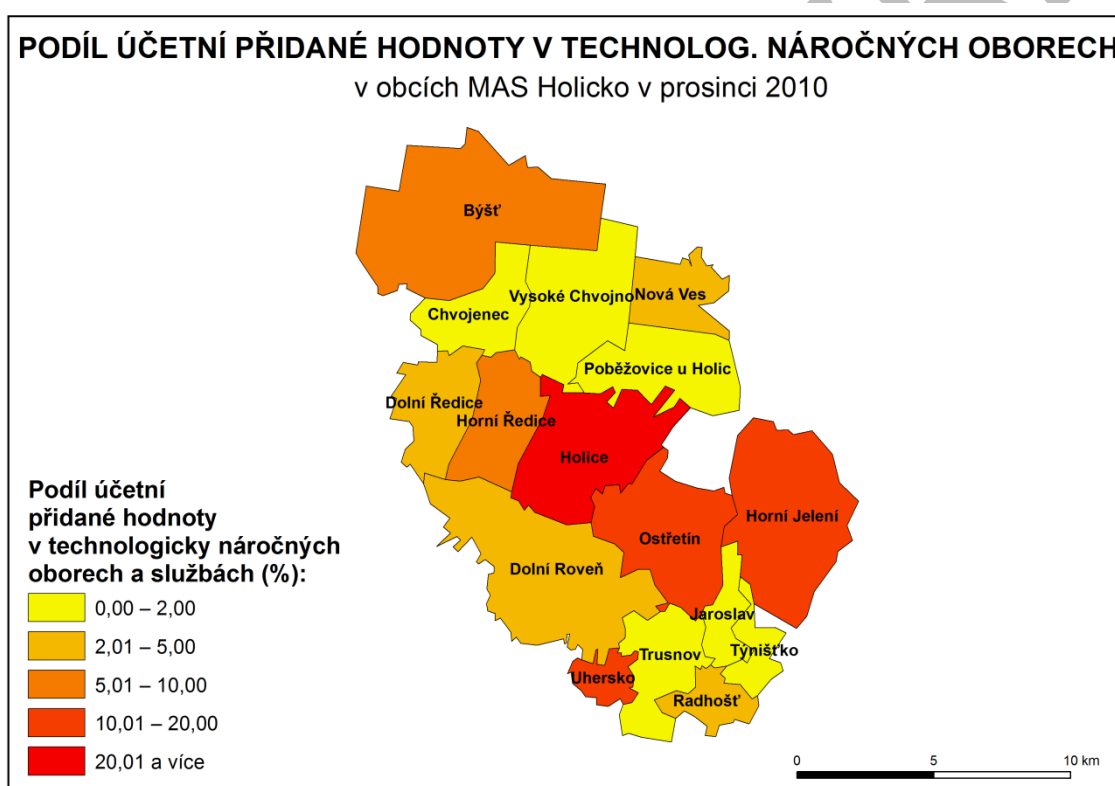 PODÍL ÚČETNÍ PŘIDANÉ HODNOTY V TECHNOLOG. NÁROČNÝCH OBORECH
v obcích MAS Holicko v prosinci 2010
Býšť
Vysoké Chvojno
Nová Ves
Chvojenec
Poběžovice u Holic
Dolní Ředice
Horní Ředice
Holice
Horní Jelení
Ostřetín
Dolní Roveň
Jaroslav
Týnišťko
Trusnov
Uhersko
Radhošť
Podíl účetní
přidané hodnoty
v technologicky náročných
oborech a službách (%):
0,00 – 2,00
2,01 – 5,00
5,01 – 10,00
10,01 – 20,00
20,01 a více
0 5 10 km